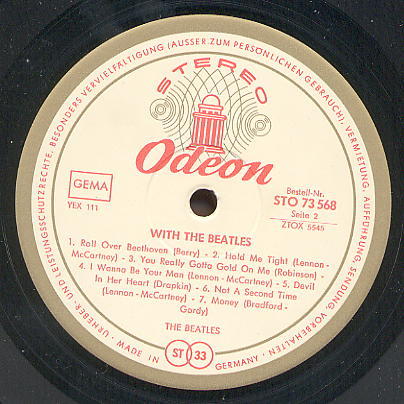 URHEBER- UND LEISTUNGSSCHUTZRECHTE, BESONDERS VERVIELFÄLTIGUNG (AUSSER ZUM PERSÖNLICHEN GEBRAUCH), VERMIETUNG, AUFFÜHRUNG, SENDUNG, VORBEHALTEN
STEREO
Odeon
GEMA
YEX 111
Bestell-Nr.
STO 73 568
Seite 2
ZTOX 5545
WITH THE BEATLES
1. Roll Over Beethoven (Berry) - 2. Hold Me Tight (Lennon-
McCartney) - 3. You Really Gotta Gold On Me (Robinson) -
4. I Wanna Be Your Man (Lennon - McCartney) - 5. Devil
In Her Heart (Drapkin) - 6. Not A Second Time
(Lennon - McCartney) - 7. Money (Bradford -
Gordy)
THE BEATLES
MADE IN ST 33 GERMANY